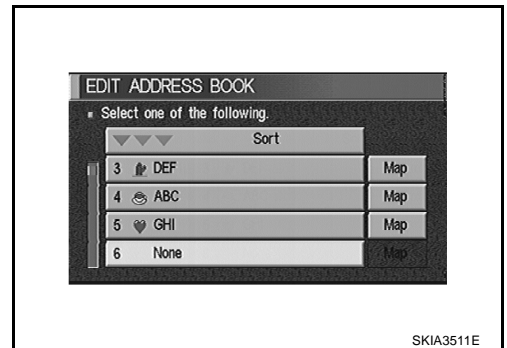 EDIT ADDRESS BOOK
Select one of the following.
Sort
3 DEF Map
4 ABC Map
5 GHI Map
6 None Map
SKIA3511E